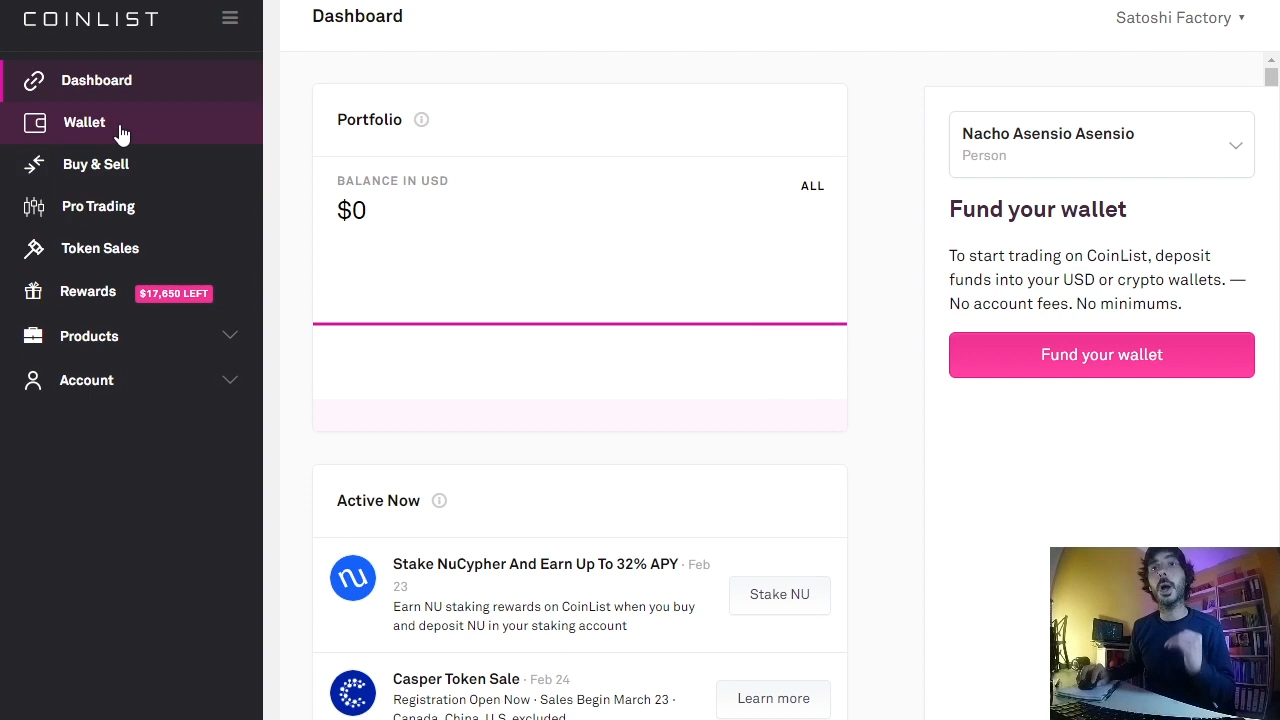 COINLIST
Dashboard
Wallet
Buy & Sell
Pro Trading
Token Sales
Rewards
$17,650 LEFT
Products
Account
Dashboard
Satoshi Factory
Portfolio
BALANCE IN USD
ALL
$0
Active Now
Stake NuCypher And Earn Up To 32% APY · Feb
23
Earn NU staking rewards on CoinList when you buy
and deposit NU in your staking account
Stake NU
Casper Token Sale · Feb 24
Registration Open Now · Sales Begin March 23 ·
Canada, China, U.S. excluded
Learn more
Nacho Asensio Asensio
Person
Fund your wallet
To start trading on CoinList, deposit
funds into your USD or crypto wallets. —
No account fees. No minimums.
Fund your wallet